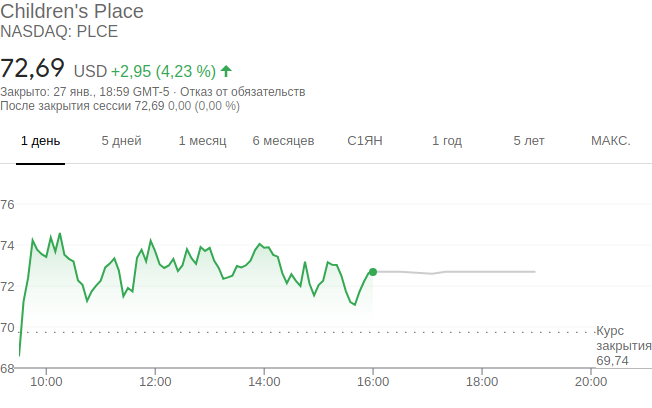 Children's Place
NASDAQ: PLCE
72,69 USD +2,95 (4,23 %)
Закрыто: 27 янв., 18:59 GMT-5 · Отказ от обязательств
После закрытия сессии 72,69 0,00 (0,00 %)
1 день 5 дней 1 месяц 6 месяцев С1ЯН 1 год 5 лет МАКС.
76
74
72
70
Курс
закрытия
69,74
68
10:00 12:00 14:00 16:00 18:00 20:00